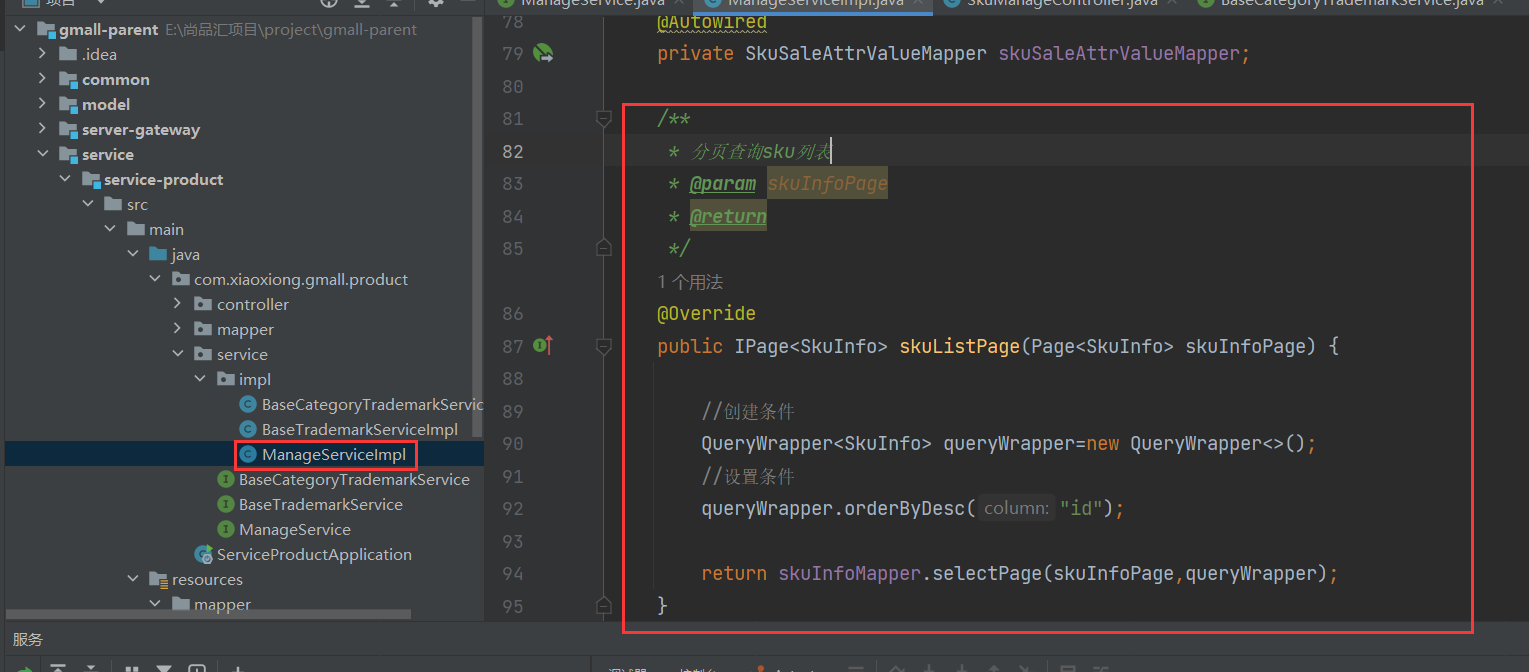 项目
ManageService.java
ManageServiceImpl.java
SkuManageController.java
BaseCategoryTrademarkService.java
gmall-parent E:\尚品汇项目\project\gmall-parent
.idea
common
model
server-gateway
service
service-product
src
main
java
com.xiaoxiong.gmall.product
controller
mapper
service
impl
BaseCategoryTrademarkServic
BaseTrademarkServiceImpl
ManageServiceImpl
BaseCategoryTrademarkService
BaseTrademarkService
ManageService
ServiceProductApplication
resources
mapper
78 @Autowired
79 private SkuSaleAttrValueMapper skuSaleAttrValueMapper;
80
81 /**
82 * 分页查询sku列表
83 * @param skuInfoPage
84 * @return
85 */
1 个用法
86 @Override
87 public IPage<SkuInfo> skuListPage(Page<SkuInfo> skuInfoPage) {
88
89 //创建条件
90 QueryWrapper<SkuInfo> queryWrapper=new QueryWrapper<>();
91 //设置条件
92 queryWrapper.orderByDesc( column: "id");
93
94 return skuInfoMapper.selectPage(skuInfoPage,queryWrapper);
95 }
服务